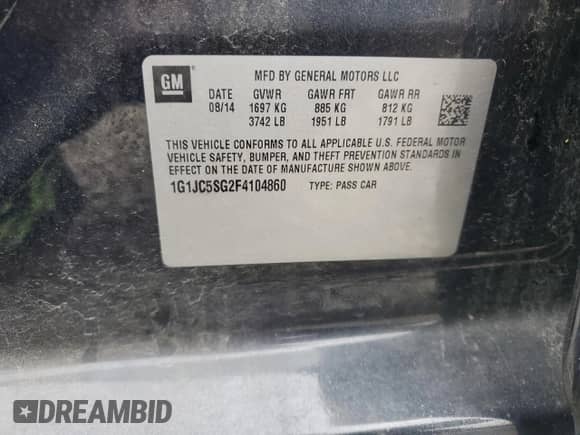 GM
MFD BY GENERAL MOTORS LLC
DATE GVWR GAWR FRT GAWR RR
08/14 1697 KG 885 KG 812 KG
3742 LB 1951 LB 1791 LB
THIS VEHICLE CONFORMS TO ALL APPLICABLE U.S. FEDERAL MOTOR
VEHICLE SAFETY, BUMPER, AND THEFT PREVENTION STANDARDS IN
EFFECT ON THE DATE OF MANUFACTURE SHOWN ABOVE.
1G1JC5SG2F4104860 TYPE: PASS CAR
DREAMBID